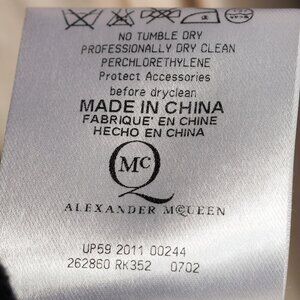 NO TUMBLE DRY
PROFESSIONALLY DRY CLEAN
PERCHLORETHYLENE
Protect Accessories
before dryclean
MADE IN CHINA
FABRIQUE' EN CHINE
HECHO EN CHINA
McQ
ALEXANDER McQUEEN
UP59 2011 00244
262860 RK352 0702